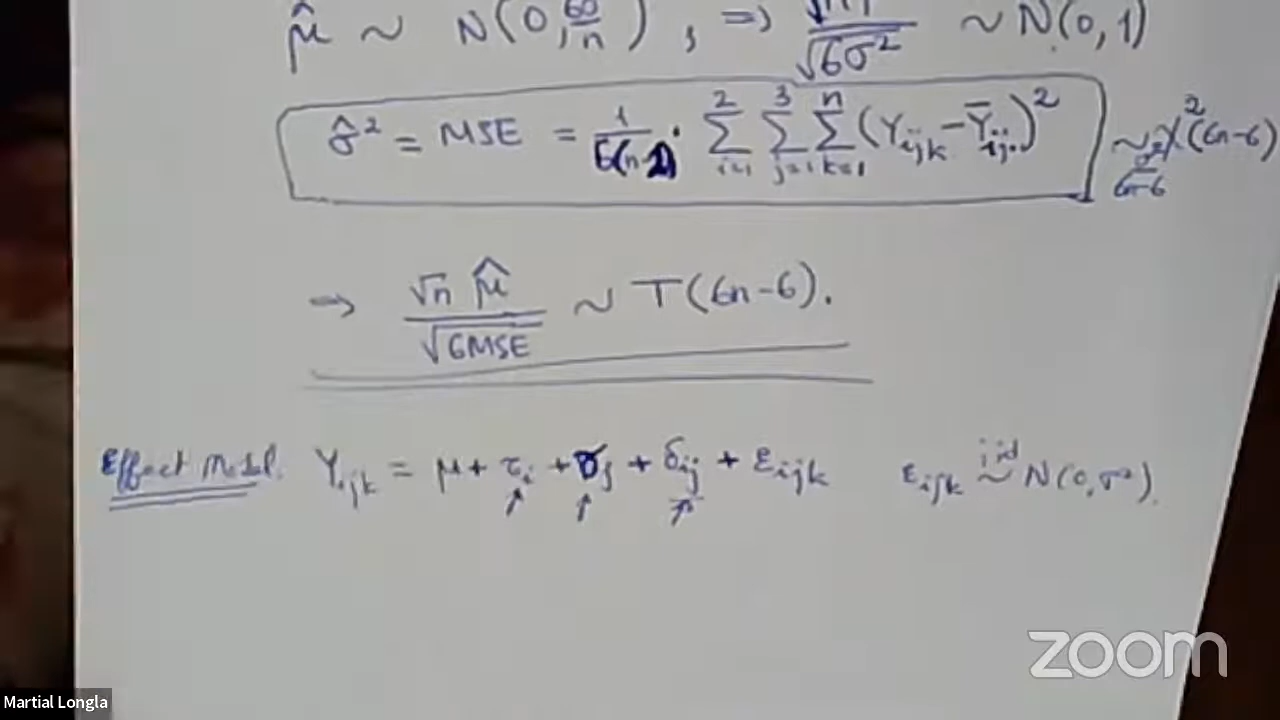 μ̂ ~ N(0, 6σ²/n), => √n μ̂ / √6σ² ~ N(0,1)
σ̂² = MSE = 1/6(n-1) · Σ_{i=1}^{2} Σ_{j=1}^{3} Σ_{k=1}^{n} (Y_ijk - Ȳ_ij.)² ~ σ²/(6n-6) χ²(6n-6)
=> √n μ̂ / √6MSE ~ T(6n-6).
Effect Model. Y_ijk = μ + τ_i + γ_j + δ_ij + ε_ijk   ε_ijk iid ~ N(0, σ²).
zoom
Martial Longla